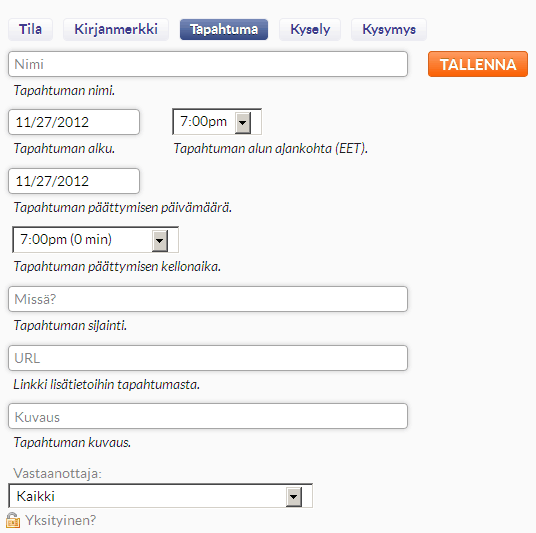 Tila Kirjanmerkki Tapahtuma Kysely Kysymys
Nimi TALLENNA
Tapahtuman nimi.
11/27/2012 7:00pm
Tapahtuman alku. Tapahtuman alun ajankohta (EET).
11/27/2012
Tapahtuman päättymisen päivämäärä.
7:00pm (0 min)
Tapahtuman päättymisen kellonaika.
Missä?
Tapahtuman sijainti.
URL
Linkki lisätietoihin tapahtumasta.
Kuvaus
Tapahtuman kuvaus.
Vastaanottaja:
Kaikki
Yksityinen?